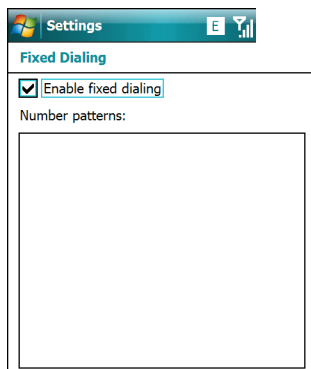 Settings E
Fixed Dialing
Enable fixed dialing
Number patterns: